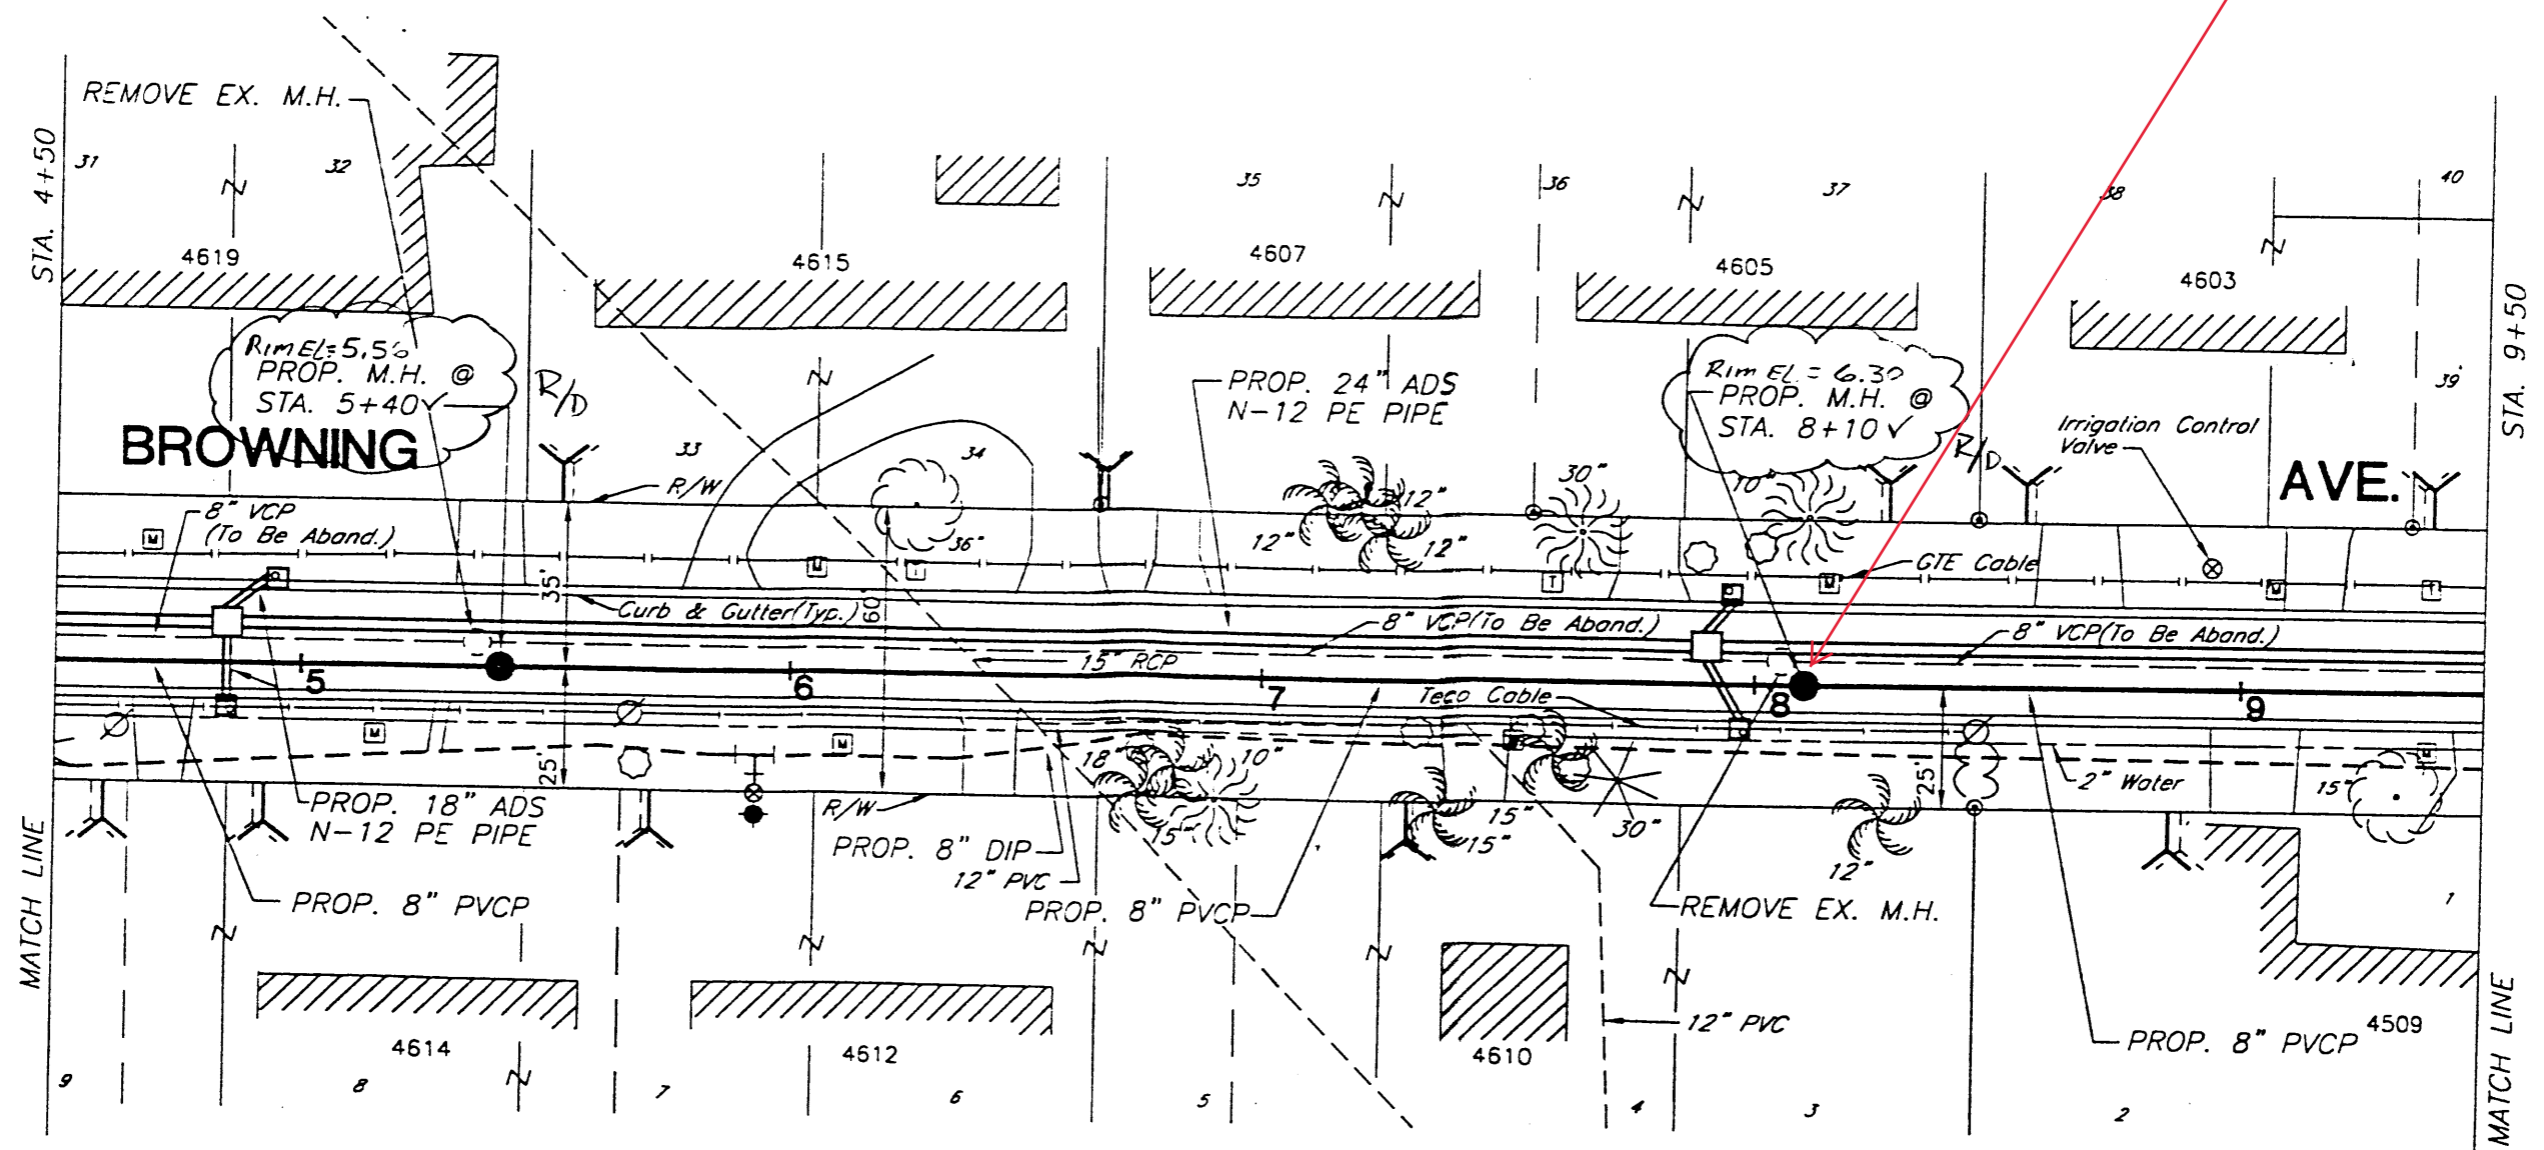 REMOVE EX. M.H.
STA. 4+50
31
32
35
36
37
38
40
4619
4615
4607
4605
4603
STA. 9+50
PROP. M.H. @
STA. 5+40 ✓
R/D
PROP. 24" ADS
N-12 PE PIPE
Rim EL = 6.30
PROP. M.H. @
STA. 8+10 ✓
R/D
Irrigation Control
Valve
39
BROWNING
AVE.
33
34
R/W
8" VCP
(To Be Aband.)
36"
12"
12"
12"
30"
10"
GTE Cable
M
M
T
M
M
35'
60'
Curb & Gutter(Typ.)
8" VCP(To Be Aband.)
8" VCP(To Be Aband.)
15" RCP
5
6
7
8
9
Teco Cable
M
M
M
25'
25'
18"
10"
15"
15"
15"
30"
12"
15"
2" Water
PROP. 18" ADS
N-12 PE PIPE
R/W
PROP. 8" DIP
12" PVC
PROP. 8" PVCP
PROP. 8" PVCP
REMOVE EX. M.H.
1
MATCH LINE
4614
4612
4610
12" PVC
PROP. 8" PVCP
4509
MATCH LINE
9
8
7
6
5
4
3
2